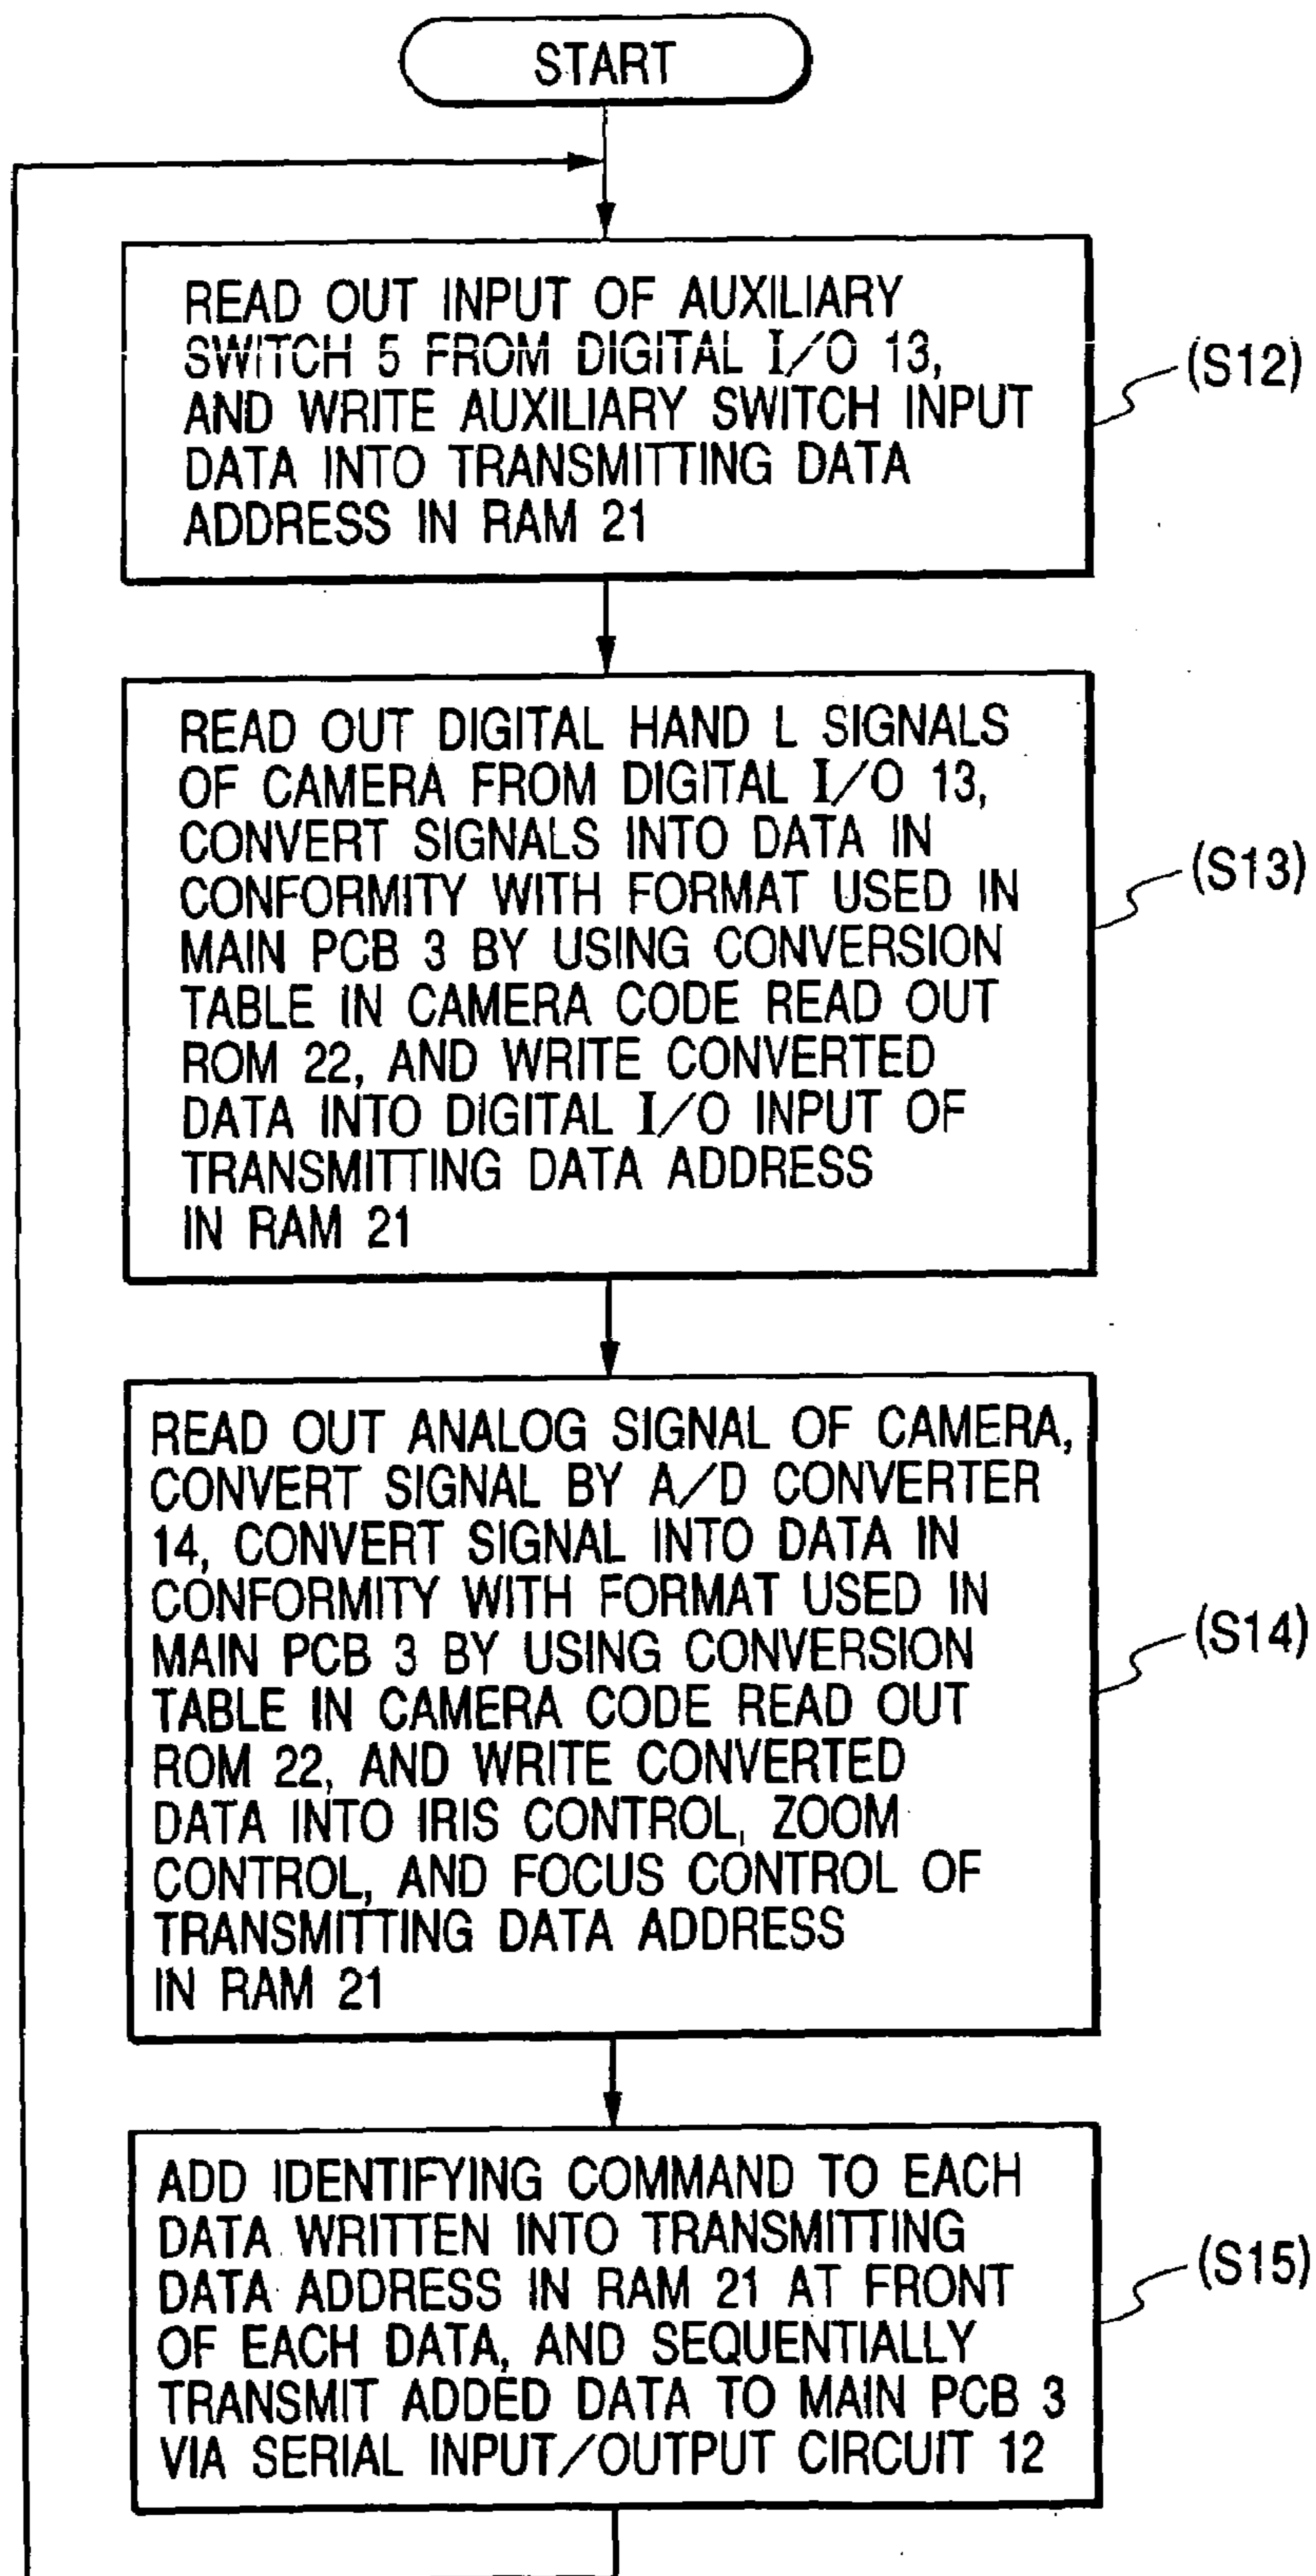 START
READ OUT INPUT OF AUXILIARY
SWITCH 5 FROM DIGITAL I/O 13,
AND WRITE AUXILIARY SWITCH INPUT
DATA INTO TRANSMITTING DATA
ADDRESS IN RAM 21
(S12)
READ OUT DIGITAL HAND L SIGNALS
OF CAMERA FROM DIGITAL I/O 13,
CONVERT SIGNALS INTO DATA IN
CONFORMITY WITH FORMAT USED IN
MAIN PCB 3 BY USING CONVERSION
TABLE IN CAMERA CODE READ OUT
ROM 22, AND WRITE CONVERTED
DATA INTO DIGITAL I/O INPUT OF
TRANSMITTING DATA ADDRESS
IN RAM 21
(S13)
READ OUT ANALOG SIGNAL OF CAMERA,
CONVERT SIGNAL BY A/D CONVERTER
14, CONVERT SIGNAL INTO DATA IN
CONFORMITY WITH FORMAT USED IN
MAIN PCB 3 BY USING CONVERSION
TABLE IN CAMERA CODE READ OUT
ROM 22, AND WRITE CONVERTED
DATA INTO IRIS CONTROL, ZOOM
CONTROL, AND FOCUS CONTROL OF
TRANSMITTING DATA ADDRESS
IN RAM 21
(S14)
ADD IDENTIFYING COMMAND TO EACH
DATA WRITTEN INTO TRANSMITTING
DATA ADDRESS IN RAM 21 AT FRONT
OF EACH DATA, AND SEQUENTIALLY
TRANSMIT ADDED DATA TO MAIN PCB 3
VIA SERIAL INPUT/OUTPUT CIRCUIT 12
(S15)